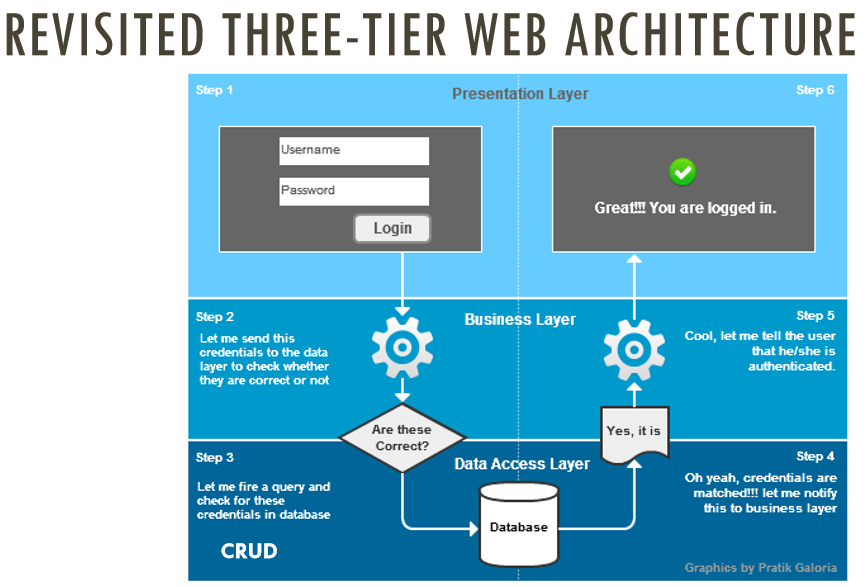 REVISITED THREE-TIER WEB ARCHITECTURE
Step 1
Presentation Layer
Step 6
Username
Password
Login
Great!!! You are logged in.
Step 2
Let me send this
credentials to the data
layer to check whether
they are correct or not
Business Layer
Step 5
Cool, let me tell the user
that he/she is
authenticated.
Are these
Correct?
Yes, it is
Step 3
Let me fire a query and
check for these
credentials in database
CRUD
Data Access Layer
Database
Step 4
Oh yeah, credentials are
matched!!! let me notify
this to business layer
Graphics by Pratik Galoria